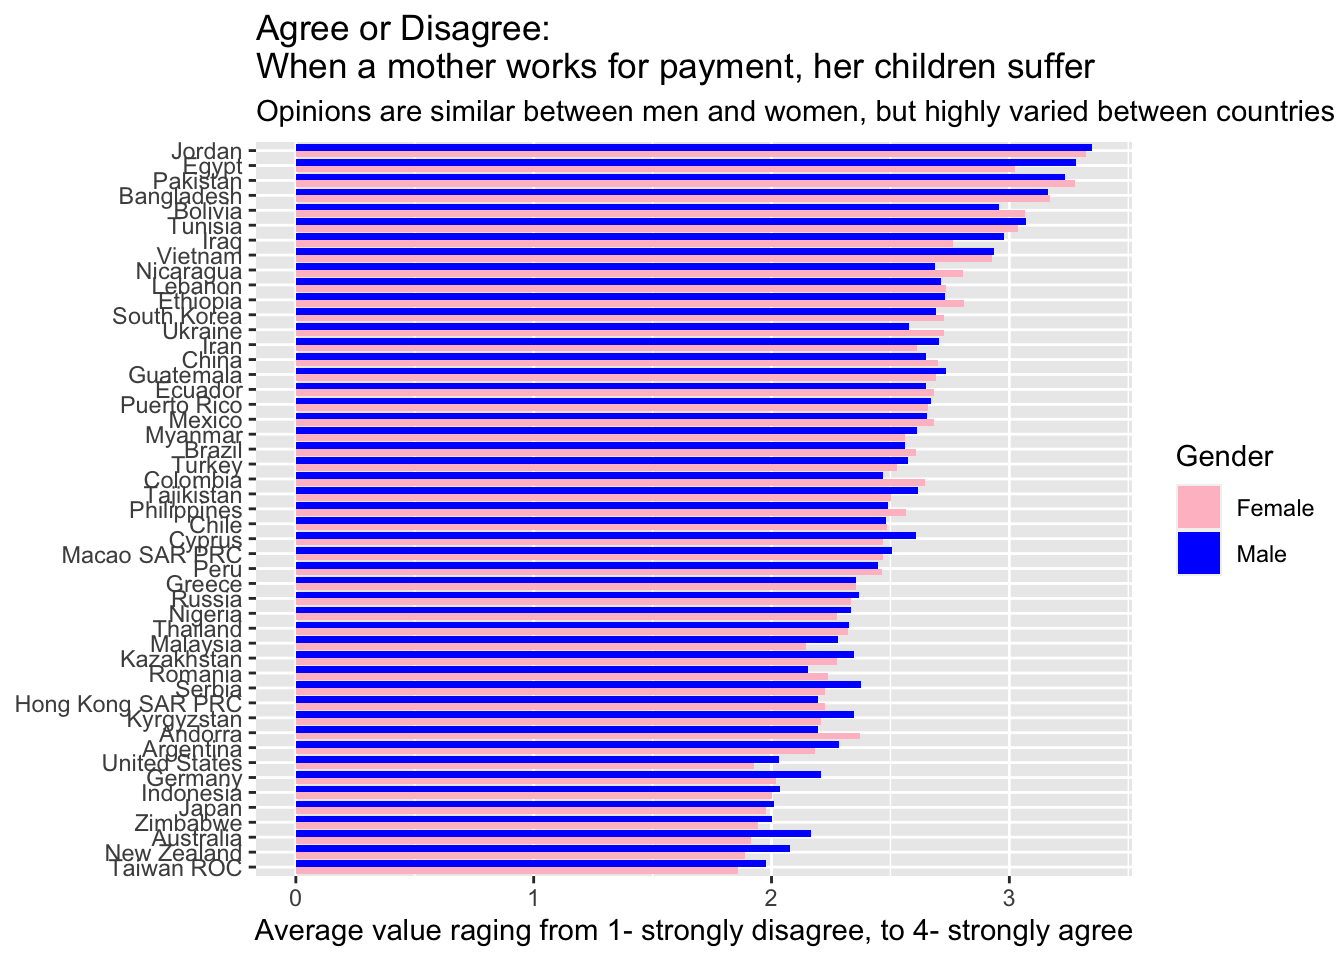 Agree or Disagree:
When a mother works for payment, her children suffer
Opinions are similar between men and women, but highly varied between countries
Jordan
Egypt
Pakistan
Bangladesh
Bolivia
Tunisia
Iraq
Vietnam
Nicaragua
Lebanon
Ethiopia
South Korea
Ukraine
Iran
China
Guatemala
Ecuador
Puerto Rico
Mexico
Myanmar
Brazil
Turkey
Colombia
Tajikistan
Philippines
Chile
Cyprus
Macao SAR PRC
Peru
Greece
Russia
Nigeria
Thailand
Malaysia
Kazakhstan
Romania
Serbia
Hong Kong SAR PRC
Kyrgyzstan
Andorra
Argentina
United States
Germany
Indonesia
Japan
Zimbabwe
Australia
New Zealand
Taiwan ROC
0 1 2 3
Average value raging from 1- strongly disagree, to 4- strongly agree
Gender
Female
Male